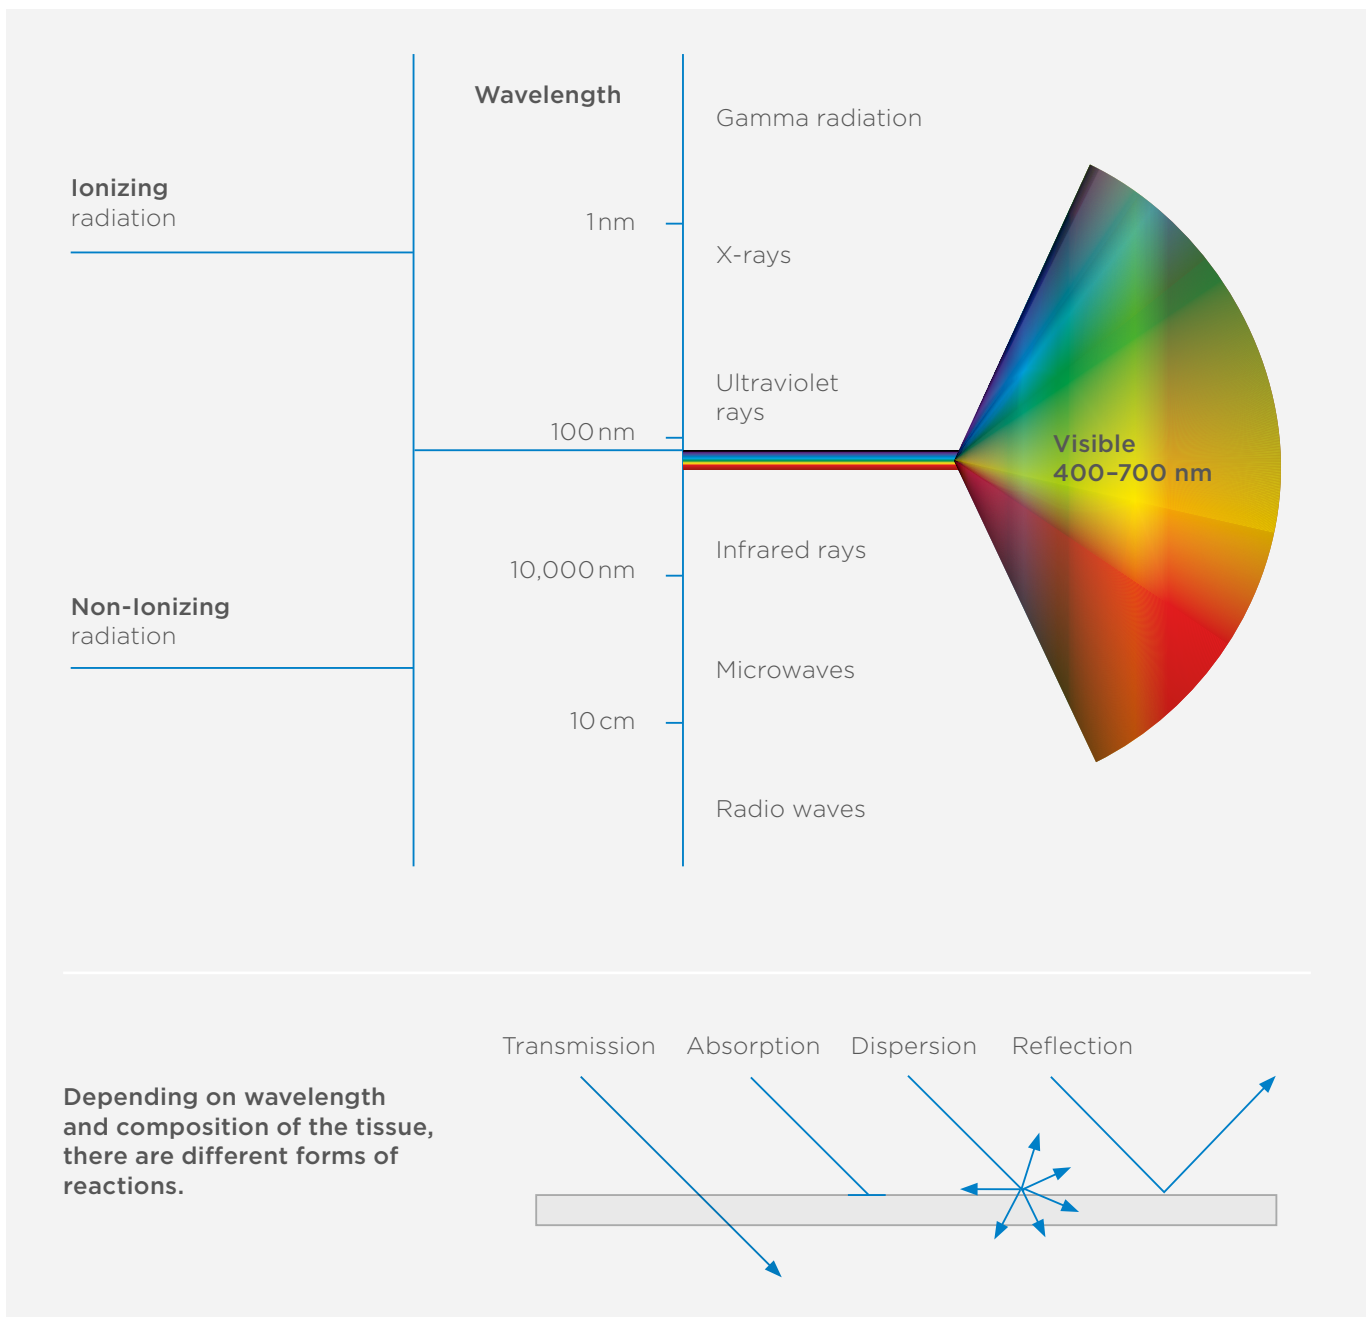 Wavelength
Gamma radiation
Ionizing
radiation
1 nm
X-rays
Ultraviolet
rays
100 nm
Visible
400–700 nm
Infrared rays
10,000 nm
Non-Ionizing
radiation
Microwaves
10 cm
Radio waves
Transmission
Absorption
Dispersion
Reflection
Depending on wavelength
and composition of the tissue,
there are different forms of
reactions.